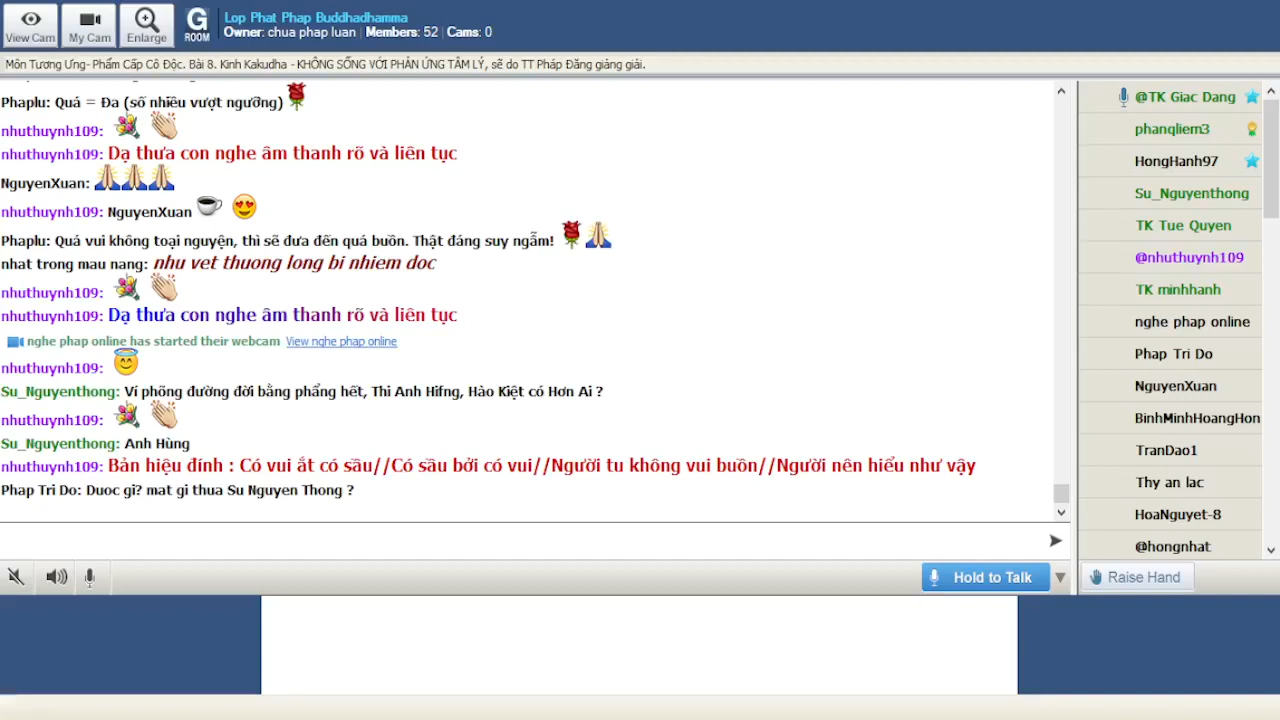 Lop Phat Phap Buddhadhamma
Owner: chua phap luan | Members: 52 | Cams: 0
View Cam
My Cam
Enlarge
G
ROOM
Môn Tương Ưng- Phẩm Cấp Cô Độc. Bài 8. Kinh Kakudha - KHÔNG SỐNG VỚI PHẢN ỨNG TÂM LÝ, sẽ do TT Pháp Đăng giảng giải.
Phaplu: Quá = Đa (số nhiều vượt ngưỡng)
nhuthuynh109:
nhuthuynh109: Dạ thưa con nghe âm thanh rõ và liên tục
NguyenXuan:
nhuthuynh109: NguyenXuan
Phaplu: Quá vui không toại nguyện, thì sẽ đưa đến quá buồn. Thật đáng suy ngẫm!
nhat trong mau nang: nhu vet thuong long bi nhiem doc
nhuthuynh109:
nhuthuynh109: Dạ thưa con nghe âm thanh rõ và liên tục
nghe phap online has started their webcam View nghe phap online
nhuthuynh109:
Su_Nguyenthong: Ví phõng đường đời bằng phẩng hết, Thi Anh Hifng, Hào Kiệt có Hơn Ai ?
nhuthuynh109:
Su_Nguyenthong: Anh Hùng
nhuthuynh109: Bản hiệu đính : Có vui ắt có sầu//Có sầu bởi có vui//Người tu không vui buồn//Người nên hiểu như vậy
Phap Tri Do: Duoc gi? mat gi thua Su Nguyen Thong ?
Hold to Talk
@TK Giac Dang
phanqliem3
HongHanh97
Su_Nguyenthong
TK Tue Quyen
@nhuthuynh109
TK minhhanh
nghe phap online
Phap Tri Do
NguyenXuan
BinhMinhHoangHon
TranDao1
Thy an lac
HoaNguyet-8
@hongnhat
Raise Hand